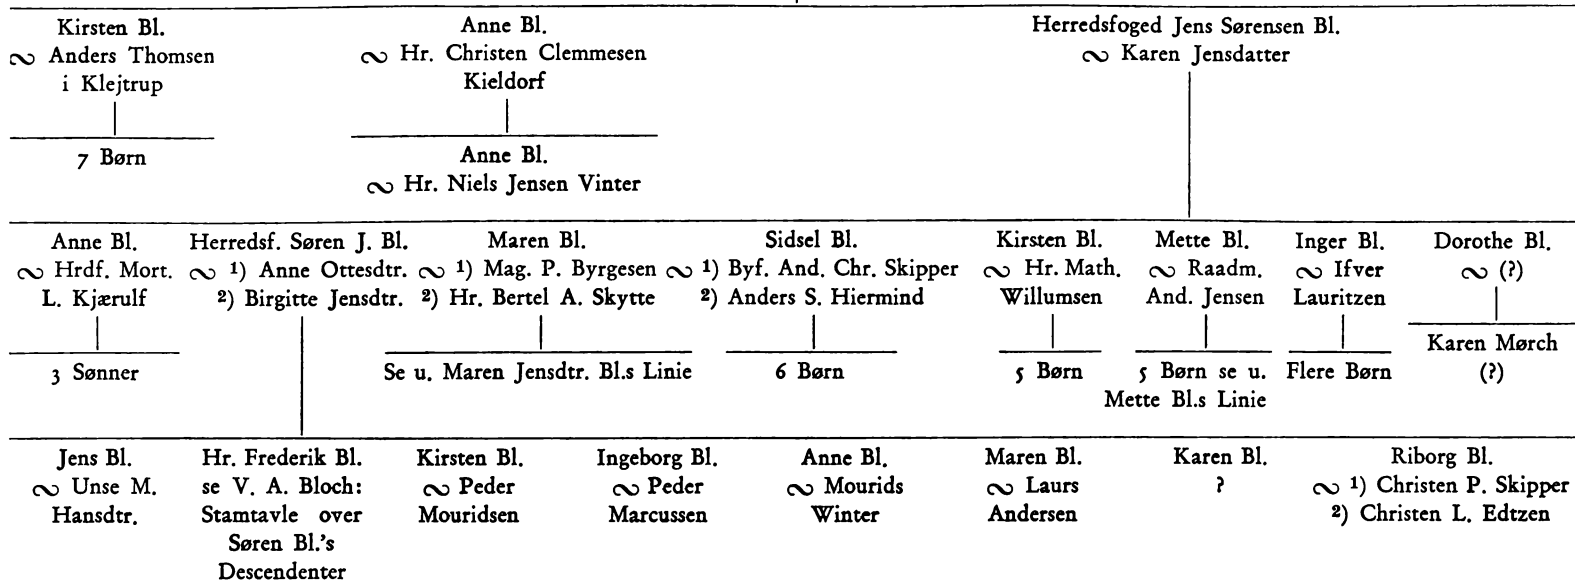 Kirsten Bl.
∾ Anders Thomsen
i Klejtrup
7 Børn
Anne Bl.
∾ Hr. Christen Clemmesen
Kieldorf
Anne Bl.
∾ Hr. Niels Jensen Vinter
Herredsfoged Jens Sørensen Bl.
∾ Karen Jensdatter
Anne Bl.
∾ Hrdf. Mort.
L. Kjærulf
3 Sønner
Herredsf. Søren J. Bl.
∾ 1) Anne Ottesdtr.
2) Birgitte Jensdtr.
Maren Bl.
∾ 1) Mag. P. Byrgesen
2) Hr. Bertel A. Skytte
Se u. Maren Jensdtr. Bl.s Linie
Sidsel Bl.
∾ 1) Byf. And. Chr. Skipper
2) Anders S. Hiermind
6 Børn
Kirsten Bl.
∾ Hr. Math.
Willumsen
5 Børn
Mette Bl.
∾ Raadm.
And. Jensen
5 Børn se u.
Mette Bl.s Linie
Inger Bl.
∾ Ifver
Lauritzen
Flere Børn
Dorothe Bl.
∾ (?)
Karen Mørch
(?)
Jens Bl.
∾ Unse M.
Hansdtr.
Hr. Frederik Bl.
se V. A. Bloch:
Stamtavle over
Søren Bl.'s
Descendenter
Kirsten Bl.
∾ Peder
Mouridsen
Ingeborg Bl.
∾ Peder
Marcussen
Anne Bl.
∾ Mourids
Winter
Maren Bl.
∾ Laurs
Andersen
Karen Bl.
?
Riborg Bl.
∾ 1) Christen P. Skipper
2) Christen L. Edtzen